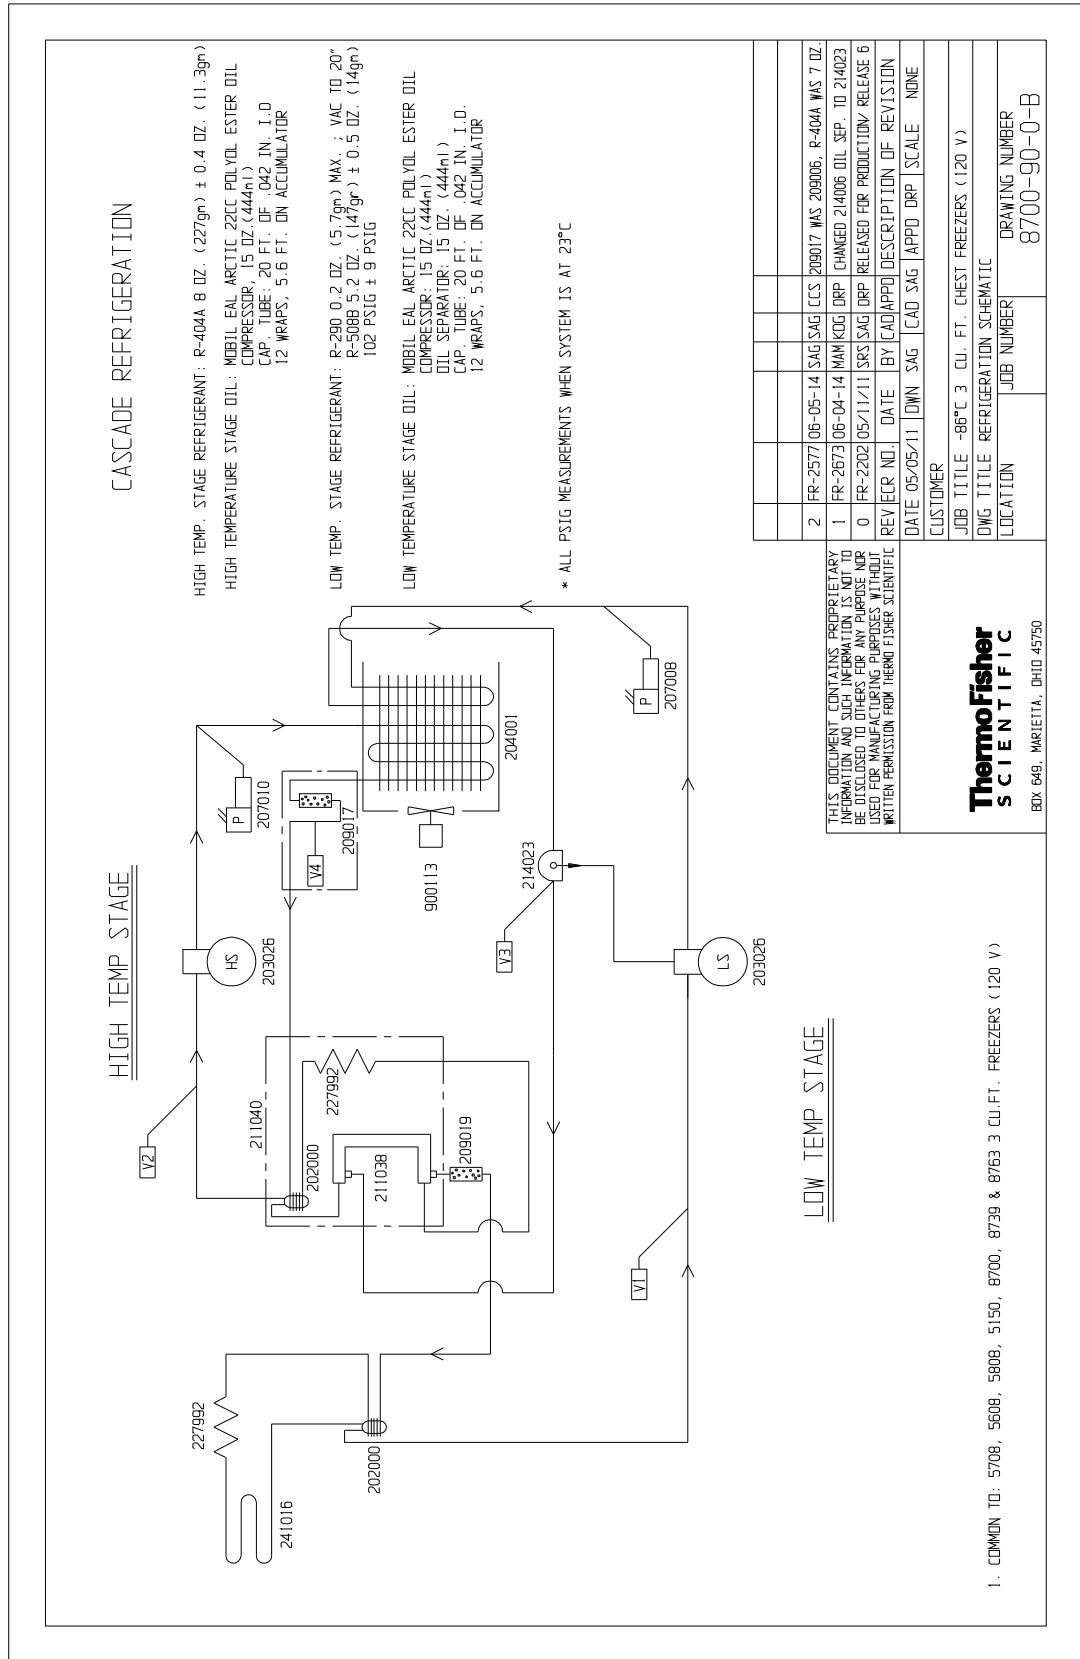 CASCADE REFRIGERATION
HIGH TEMP. STAGE REFRIGERANT: R-404A 8 OZ. (227gm) ± 0.4 OZ. (11.3gm)
HIGH TEMPERATURE STAGE OIL: MOBIL EAL ARCTIC 22CC POLYOL ESTER OIL
COMPRESSOR, 15 OZ.(444ml)
CAP. TUBE: 20 FT. OF .042 IN. I.D
12 WRAPS, 5.6 FT. ON ACCUMULATOR
LOW TEMP. STAGE REFRIGERANT: R-290 0.2 OZ. (5.7gm) MAX. ; VAC TO 20"
R-508B 5.2 OZ. (147gr) ± 0.5 OZ. (14gm)
102 PSIG ± 9 PSIG
LOW TEMPERATURE STAGE OIL: MOBIL EAL ARCTIC 22CC POLYOL ESTER OIL
COMPRESSOR: 15 OZ.(444ml)
OIL SEPARATOR: 15 OZ. (444ml)
CAP. TUBE: 20 FT. OF .042 IN. I.D.
12 WRAPS, 5.6 FT. ON ACCUMULATOR
* ALL PSIG MEASUREMENTS WHEN SYSTEM IS AT 23°C
HIGH TEMP STAGE
V2
HS
203026
P
207010
211040
202000
227992
211038
209019
V4
209017
900113
204001
214023
V3
P
207008
227992
241016
202000
V1
LS
203026
LOW TEMP STAGE
1. COMMON TO: 5708, 5608, 5808, 5150, 8700, 8739 & 8763 3 CU.FT. FREEZERS (120 V)
THIS DOCUMENT CONTAINS PROPRIETARY
INFORMATION AND SUCH INFORMATION IS NOT TO
BE DISCLOSED TO OTHERS FOR ANY PURPOSE NOR
USED FOR MANUFACTURING PURPOSES WITHOUT
WRITTEN PERMISSION FROM THERMO FISHER SCIENTIFIC
ThermoFisher
SCIENTIFIC
BOX 649, MARIETTA, OHIO 45750
2 FR-2577 06-05-14 SAG SAG CCS 209017 WAS 209006, R-404A WAS 7 OZ.
1 FR-2673 06-04-14 MAM KOG DRP CHANGED 214006 OIL SEP. TO 214023
0 FR-2202 05/11/11 SRS SAG DRP RELEASED FOR PRODUCTION/ RELEASE 6
REV ECR NO. DATE BY CAD APPD DESCRIPTION OF REVISION
DATE 05/05/11 DWN SAG CAD SAG APPD DRP SCALE NONE
CUSTOMER
JOB TITLE -86°C 3 CU. FT. CHEST FREEZERS (120 V)
DWG TITLE REFRIGERATION SCHEMATIC
LOCATION JOB NUMBER DRAWING NUMBER
8700-90-0-B